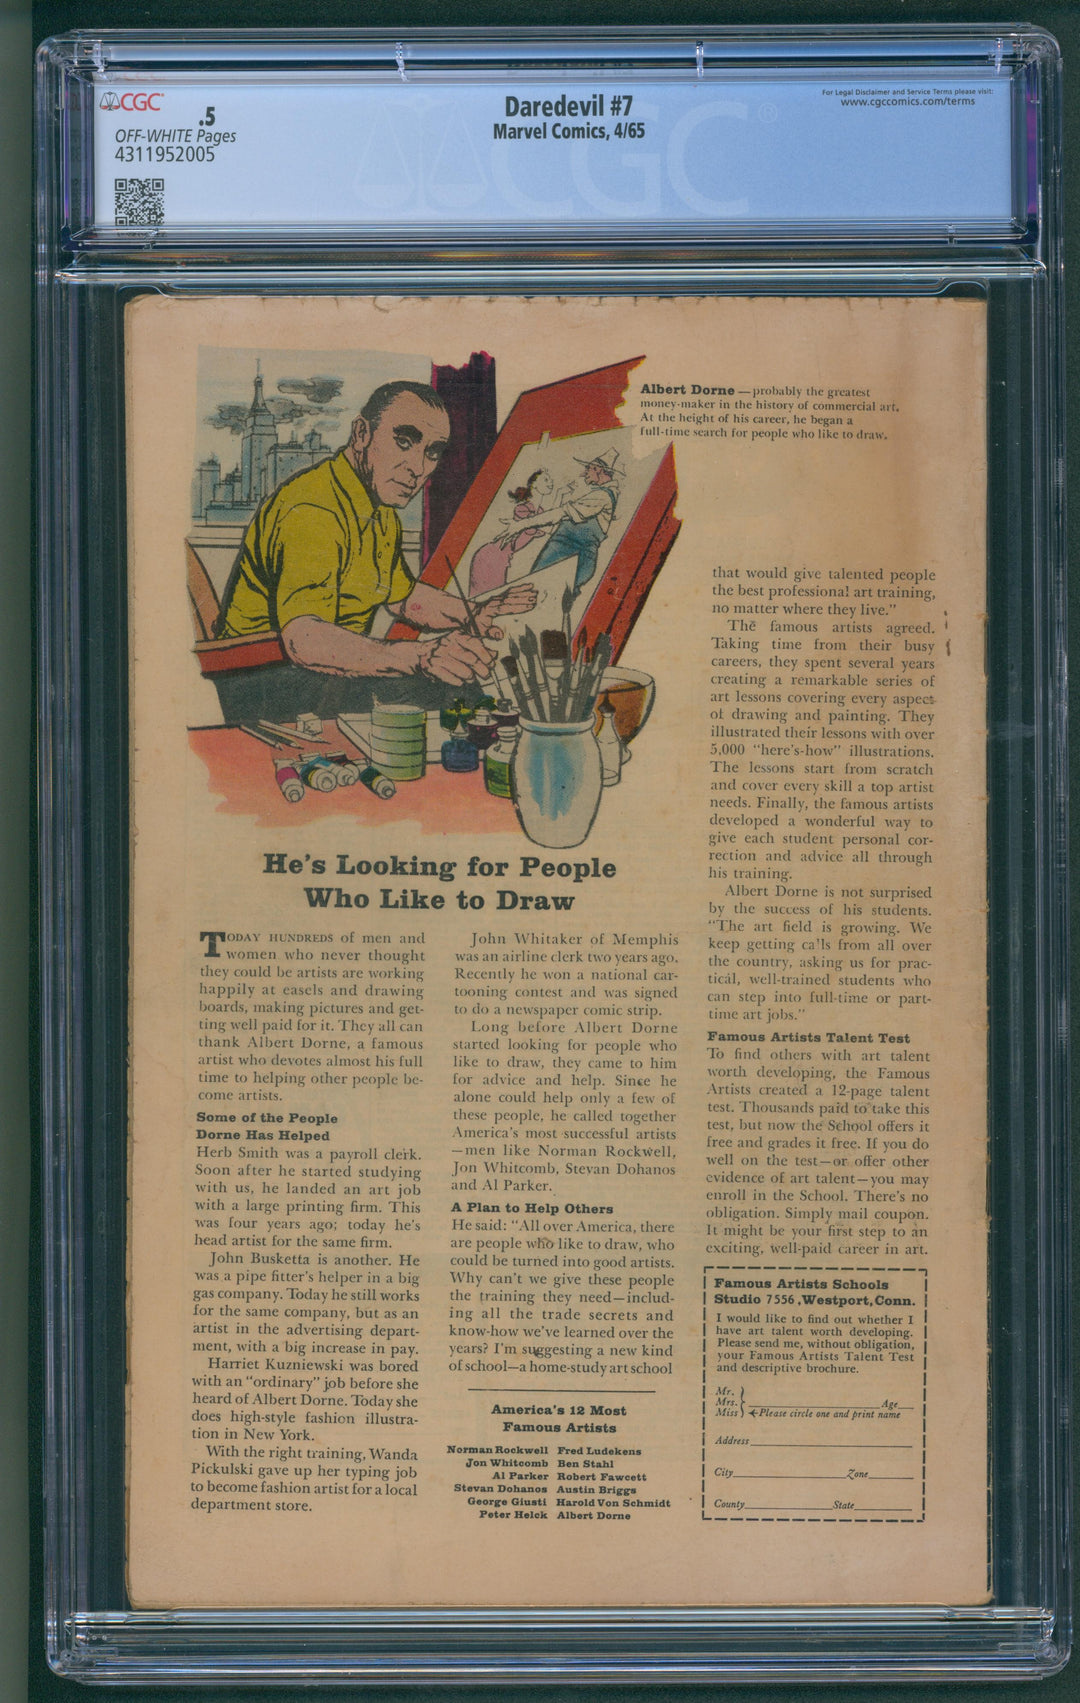 CGC
.5
OFF-WHITE Pages
4311952005
Daredevil #7
Marvel Comics, 4/65
For Legal Disclaimer and Service Terms please visit:
www.cgccomics.com/terms
CGC
Albert Dorne — probably the greatest
money-maker in the history of commercial art.
At the height of his career, he began a
full-time search for people who like to draw.
He's Looking for People
Who Like to Draw
TODAY HUNDREDS of men and
women who never thought
they could be artists are working
happily at easels and drawing
boards, making pictures and get-
ting well paid for it. They all can
thank Albert Dorne, a famous
artist who devotes almost his full
time to helping other people be-
come artists.
Some of the People
Dorne Has Helped
Herb Smith was a payroll clerk.
Soon after he started studying
with us, he landed an art job
with a large printing firm. This
was four years ago; today he's
head artist for the same firm.
John Busketta is another. He
was a pipe fitter's helper in a big
gas company. Today he still works
for the same company, but as an
artist in the advertising depart-
ment, with a big increase in pay.
Harriet Kuzniewski was bored
with an "ordinary" job before she
heard of Albert Dorne. Today she
does high-style fashion illustra-
tion in New York.
With the right training, Wanda
Pickulski gave up her typing job
to become fashion artist for a local
department store.
John Whitaker of Memphis
was an airline clerk two years ago.
Recently he won a national car-
tooning contest and was signed
to do a newspaper comic strip.
Long before Albert Dorne
started looking for people who
like to draw, they came to him
for advice and help. Since he
alone could help only a few of
these people, he called together
America's most successful artists
—men like Norman Rockwell,
Jon Whitcomb, Stevan Dohanos
and Al Parker.
A Plan to Help Others
He said: "All over America, there
are people who like to draw, who
could be turned into good artists.
Why can't we give these people
the training they need—includ-
ing all the trade secrets and
know-how we've learned over the
years? I'm suggesting a new kind
of school—a home-study art school
America's 12 Most
Famous Artists
Norman Rockwell Fred Ludekens
Jon Whitcomb Ben Stahl
Al Parker Robert Fawcett
Stevan Dohanos Austin Briggs
George Giusti Harold Von Schmidt
Peter Helck Albert Dorne
that would give talented people
the best professional art training,
no matter where they live."
The famous artists agreed.
Taking time from their busy
careers, they spent several years
creating a remarkable series of
art lessons covering every aspect
of drawing and painting. They
illustrated their lessons with over
5,000 "here's-how" illustrations.
The lessons start from scratch
and cover every skill a top artist
needs. Finally, the famous artists
developed a wonderful way to
give each student personal cor-
rection and advice all through
his training.
Albert Dorne is not surprised
by the success of his students.
"The art field is growing. We
keep getting calls from all over
the country, asking us for prac-
tical, well-trained students who
can step into full-time or part-
time art jobs."
Famous Artists Talent Test
To find others with art talent
worth developing, the Famous
Artists created a 12-page talent
test. Thousands paid to take this
test, but now the School offers it
free and grades it free. If you do
well on the test—or offer other
evidence of art talent—you may
enroll in the School. There's no
obligation. Simply mail coupon.
It might be your first step to an
exciting, well-paid career in art.
Famous Artists Schools
Studio 7556, Westport, Conn.
I would like to find out whether I
have art talent worth developing.
Please send me, without obligation,
your Famous Artists Talent Test
and descriptive brochure.
Mr.
Mrs. Age
Miss Please circle one and print name
Address
City Zone
County State